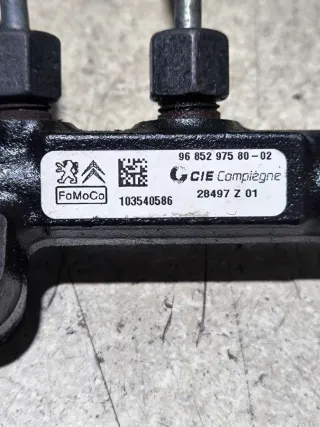 96 852 975 80-02
CIE Compiègne
FoMoCo
103540586
28497 Z 01